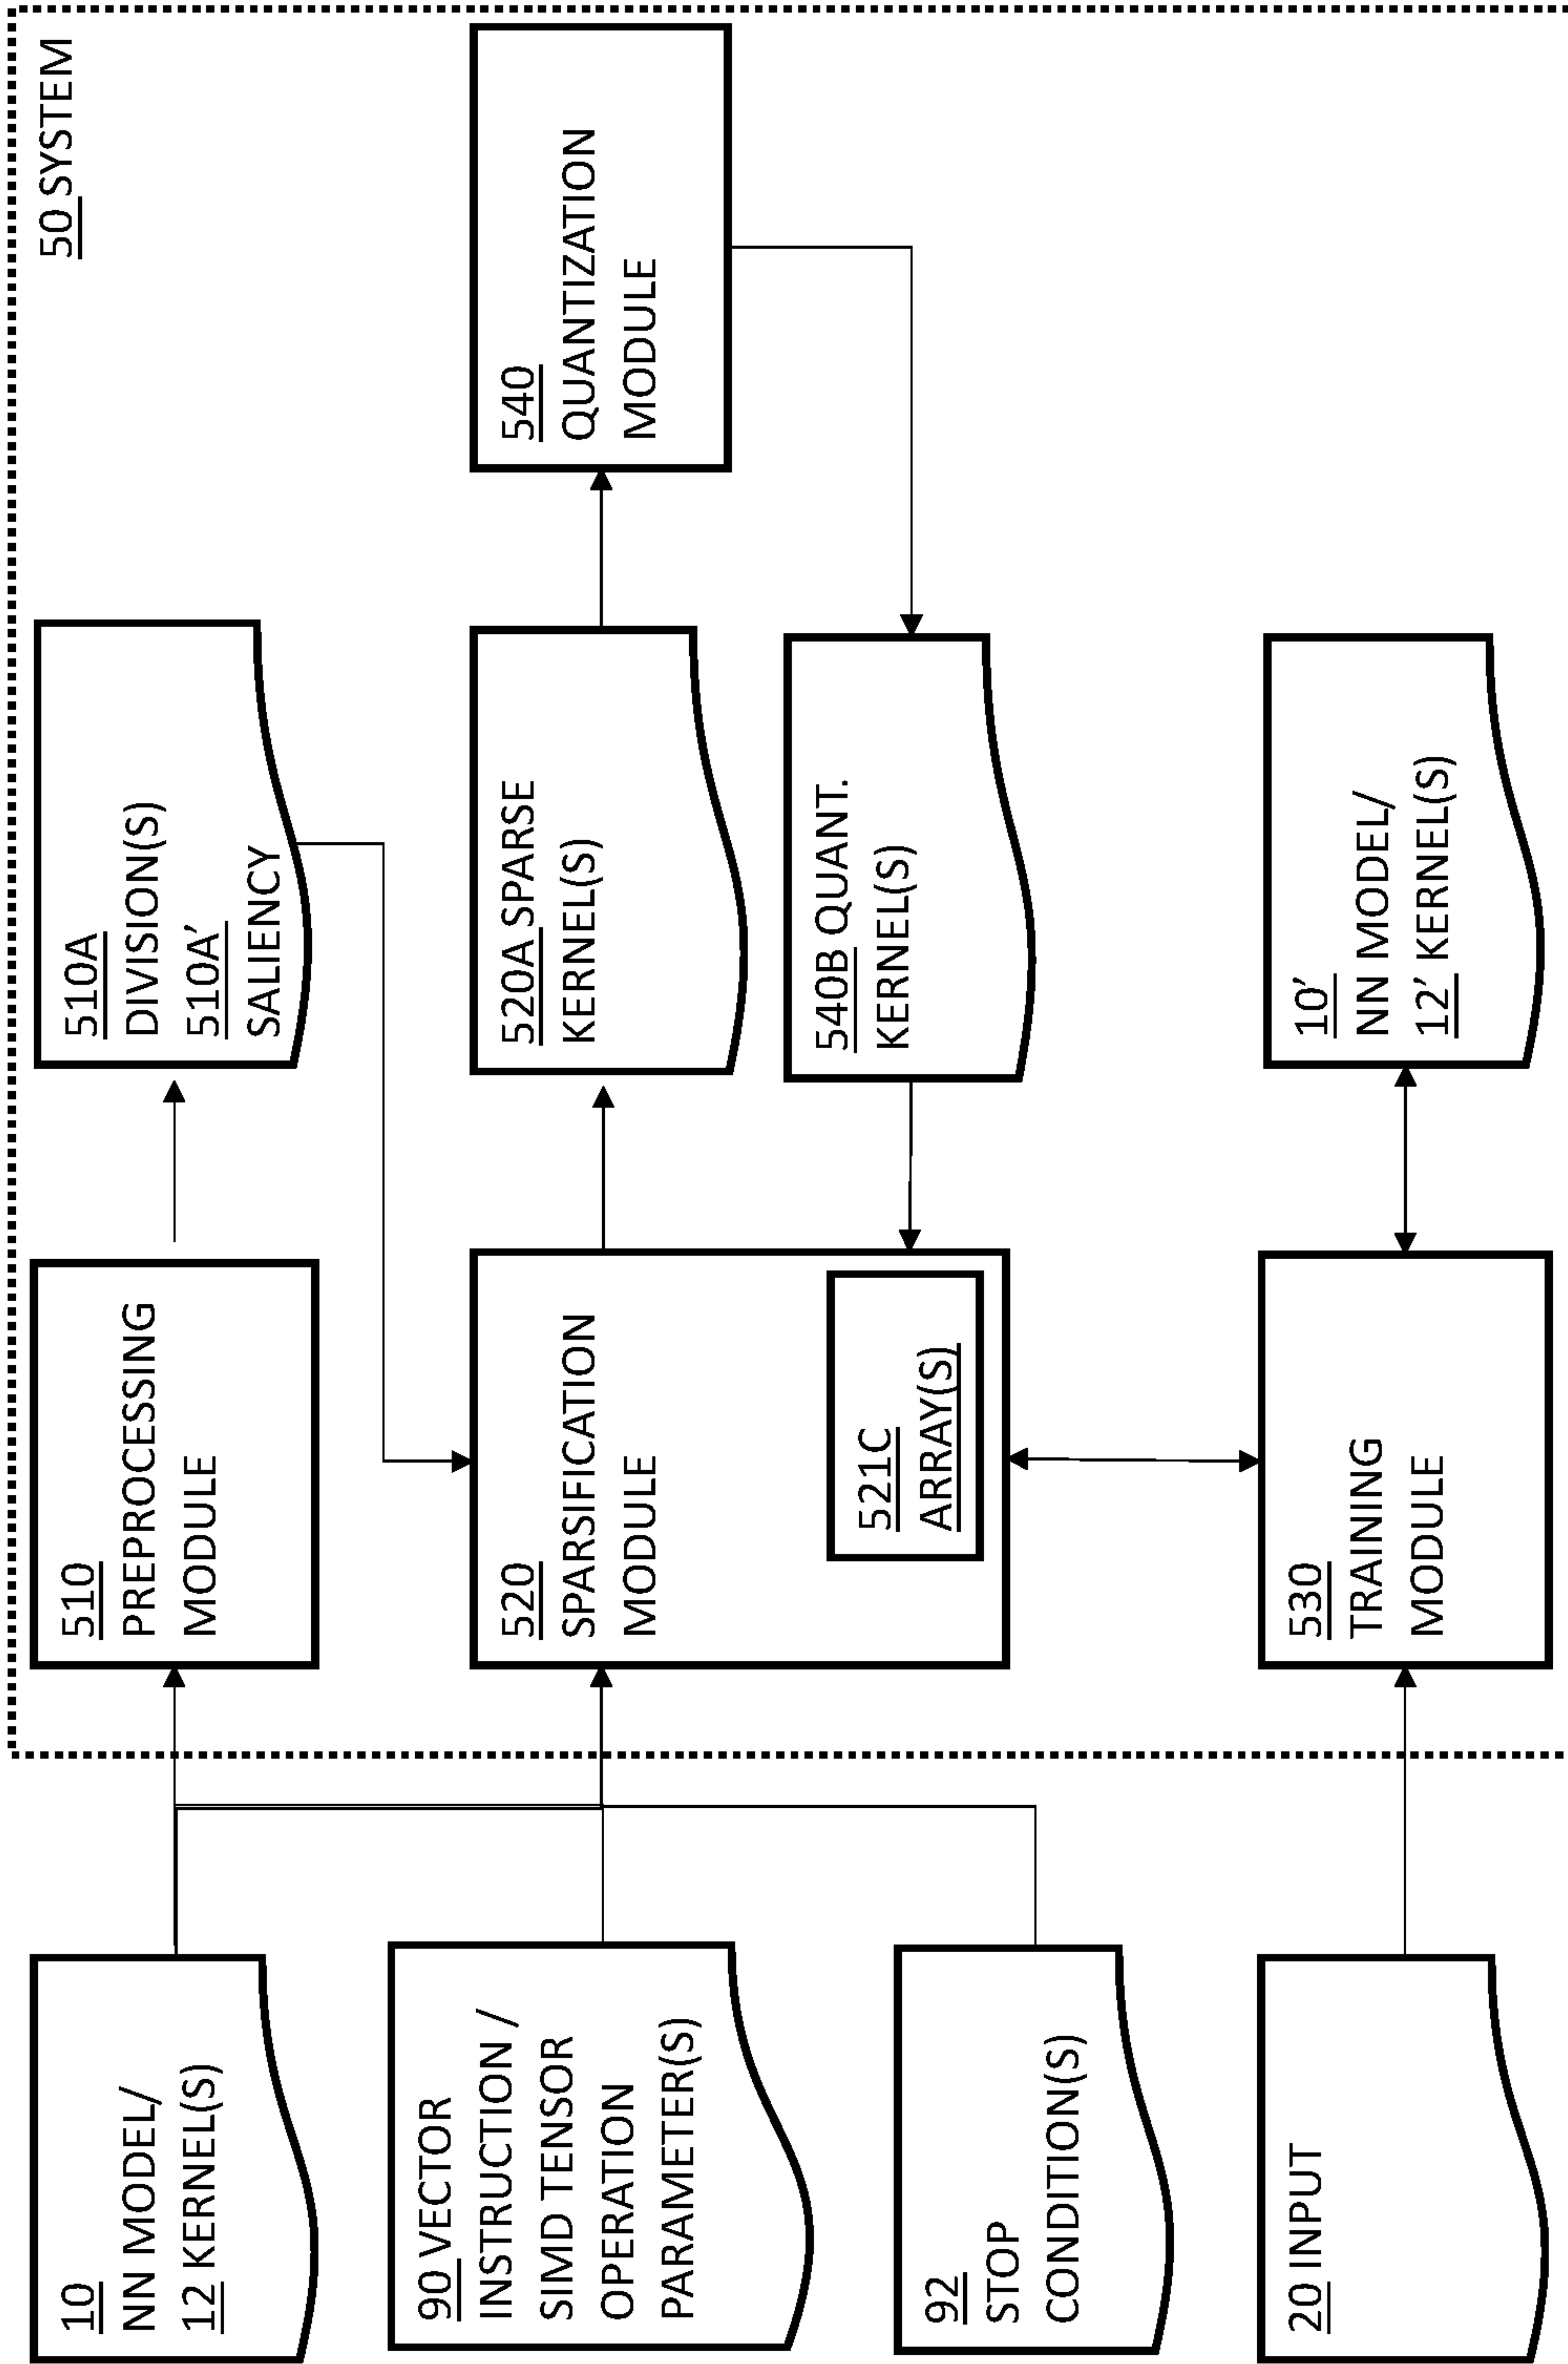 50 SYSTEM
10
NN MODEL/
12 KERNEL(S)
510
PREPROCESSING
MODULE
510A
DIVISION(S)
510A'
SALIENCY
90 VECTOR
INSTRUCTION /
SIMD TENSOR
OPERATION
PARAMETER(S)
520
SPARSIFICATION
MODULE
521C
ARRAY(S)
520A SPARSE
KERNEL(S)
540
QUANTIZATION
MODULE
540B QUANT.
KERNEL(S)
92
STOP
CONDITION(S)
20 INPUT
530
TRAINING
MODULE
10'
NN MODEL/
12' KERNEL(S)